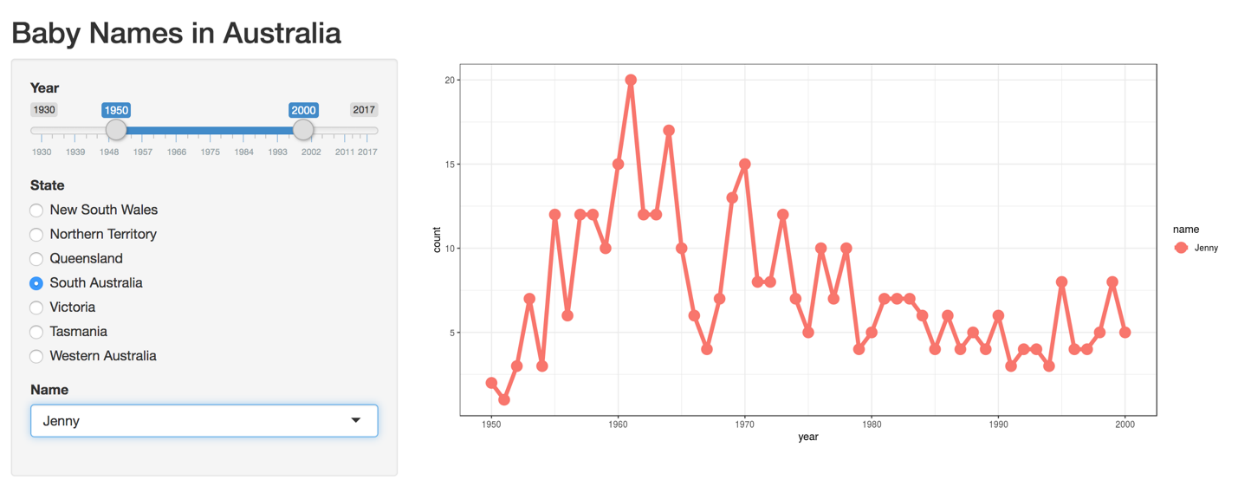 Baby Names in Australia
Year
1930 1950 2000 2017
1930 1939 1948 1957 1966 1975 1984 1993 2002 2011 2017
State
New South Wales
Northern Territory
Queensland
South Australia
Victoria
Tasmania
Western Australia
Name
Jenny
20
15
10
5
count
1950 1960 1970 1980 1990 2000
year
name
Jenny